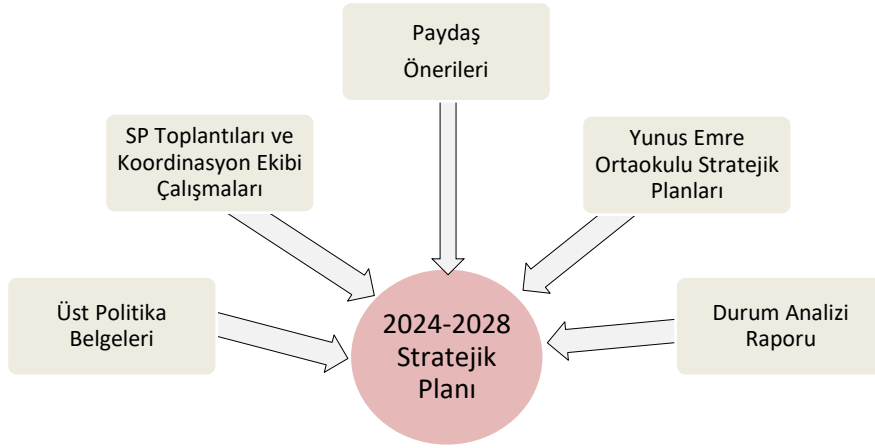 Paydaş
Önerileri
SP Toplantıları ve
Koordinasyon Ekibi
Çalışmaları
Yunus Emre
Ortaokulu Stratejik
Planları
Üst Politika
Belgeleri
2024-2028
Stratejik
Planı
Durum Analizi
Raporu